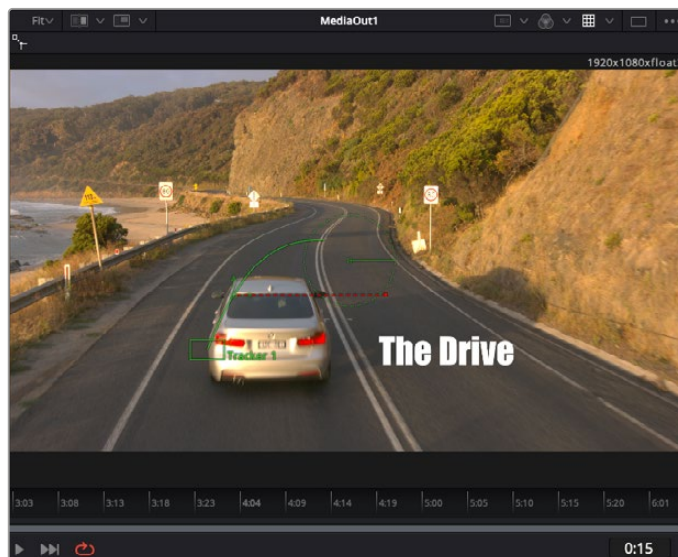 Fit
MediaOut1
1920x1080xfloat
Tracker 1
The Drive
3:03 3:08 3:13 3:18 3:23 4:04 4:09 4:14 4:19 5:00 5:05 5:10 5:15 5:20 6:01
0:15